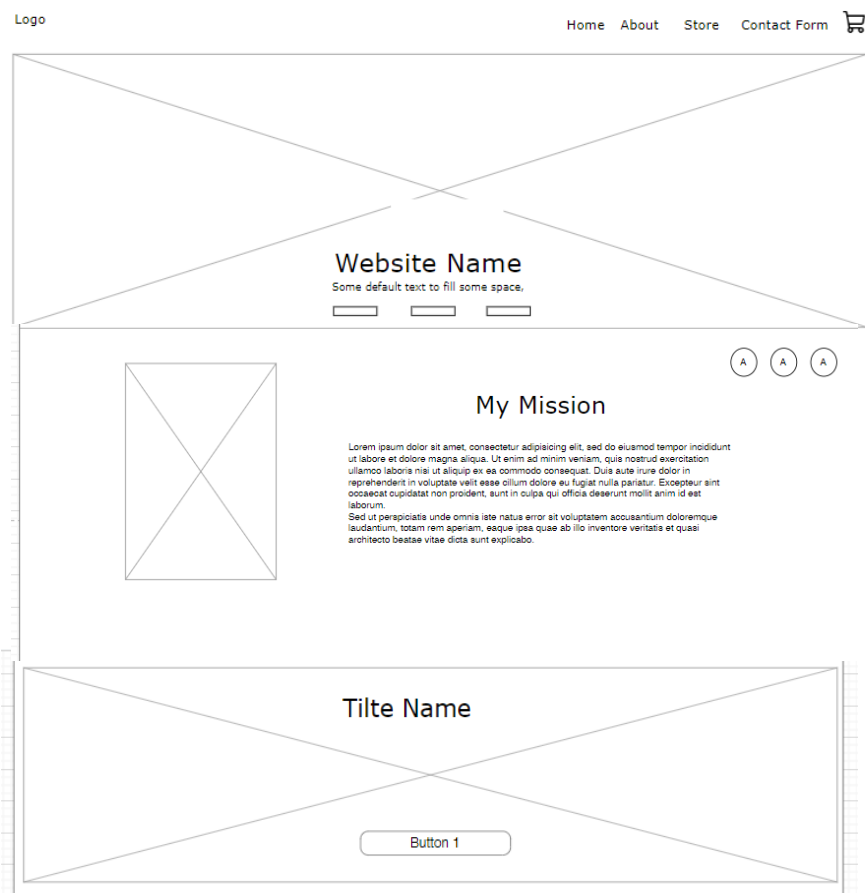 Logo
Home About Store Contact Form
Website Name
Some default text to fill some space,
A A A
My Mission
Lorem ipsum dolor sit amet, consectetur adipisicing elit, sed do eiusmod tempor incididunt
ut labore et dolore magna aliqua. Ut enim ad minim veniam, quis nostrud exercitation
ullamco laboris nisi ut aliquip ex ea commodo consequat. Duis aute irure dolor in
reprehenderit in voluptate velit esse cillum dolore eu fugiat nulla pariatur. Excepteur sint
occaecat cupidatat non proident, sunt in culpa qui officia deserunt mollit anim id est
laborum.
Sed ut perspiciatis unde omnis iste natus error sit voluptatem accusantium doloremque
laudantium, totam rem aperiam, eaque ipsa quae ab illo inventore veritatis et quasi
architecto beatae vitae dicta sunt explicabo.
Tilte Name
Button 1